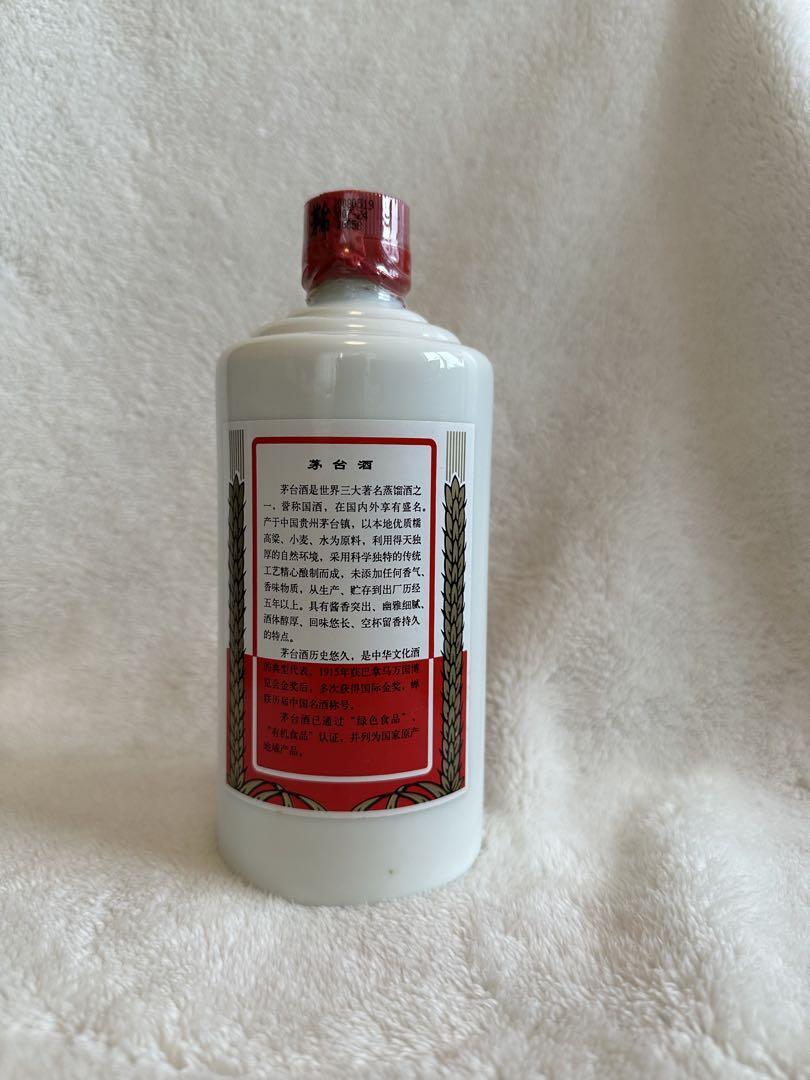 20080319
茅台酒
茅台酒是世界三大著名蒸馏酒之
一，誉称国酒，在国内外享有盛名。
产于中国贵州茅台镇，以本地优质糯
高粱、小麦、水为原料，利用得天独
厚的自然环境，采用科学独特的传统
工艺精心酿制而成，未添加任何香气、
香味物质，从生产、贮存到出厂历经
五年以上。具有酱香突出、幽雅细腻、
酒体醇厚、回味悠长、空杯留香持久
的特点。
茅台酒历史悠久，是中华文化酒
的典型代表，1915年获巴拿马万国博
览会金奖后，多次获得国际金奖，蝉
联历届中国名酒称号。
茅台酒已通过“绿色食品”、
“有机食品”认证，并列为国家原产
地域产品。